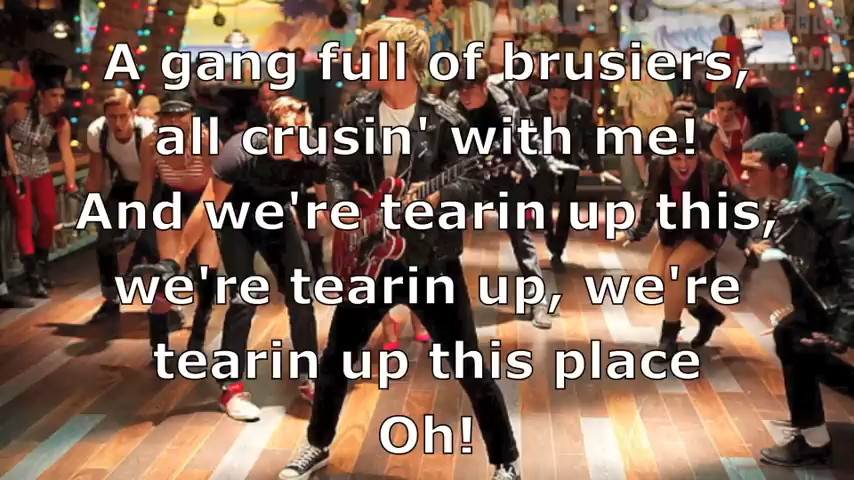 A gang full of brusiers,
all crusin' with me!
And we're tearin up this,
we're tearin up, we're
tearin up this place
Oh!